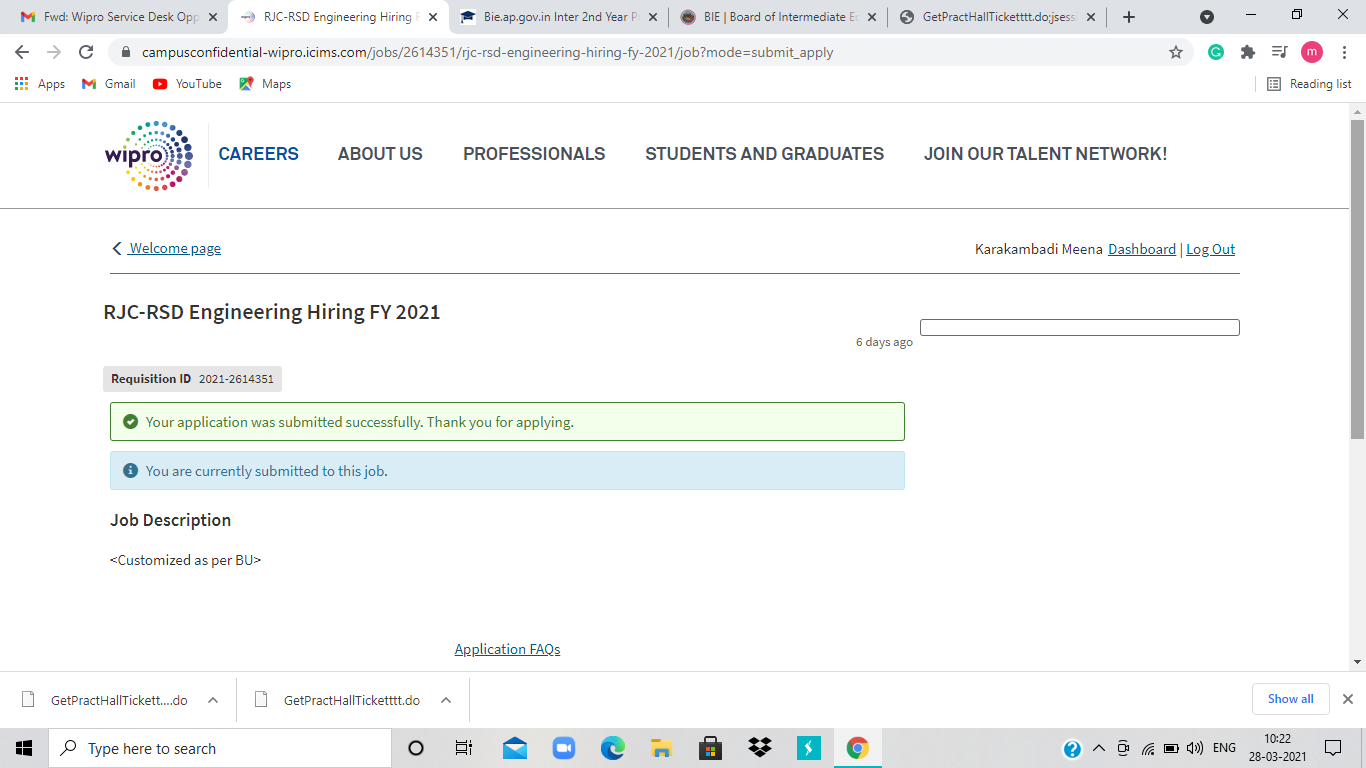 Fwd: Wipro Service Desk Opp
RJC-RSD Engineering Hiring F
Bie.ap.gov.in Inter 2nd Year P
BIE | Board of Intermediate E
GetPractHallTicketttt.do;jsess
campusconfidential-wipro.icims.com/jobs/2614351/rjc-rsd-engineering-hiring-fy-2021/job?mode=submit_apply
m
Apps
Gmail
YouTube
Maps
Reading list
wipro
CAREERS
ABOUT US
PROFESSIONALS
STUDENTS AND GRADUATES
JOIN OUR TALENT NETWORK!
Welcome page
Karakambadi Meena Dashboard | Log Out
RJC-RSD Engineering Hiring FY 2021
6 days ago
Requisition ID 2021-2614351
Your application was submitted successfully. Thank you for applying.
You are currently submitted to this job.
Job Description
<Customized as per BU>
Application FAQs
GetPractHallTickett....do
GetPractHallTicketttt.do
Show all
Type here to search
ENG
10:22
28-03-2021